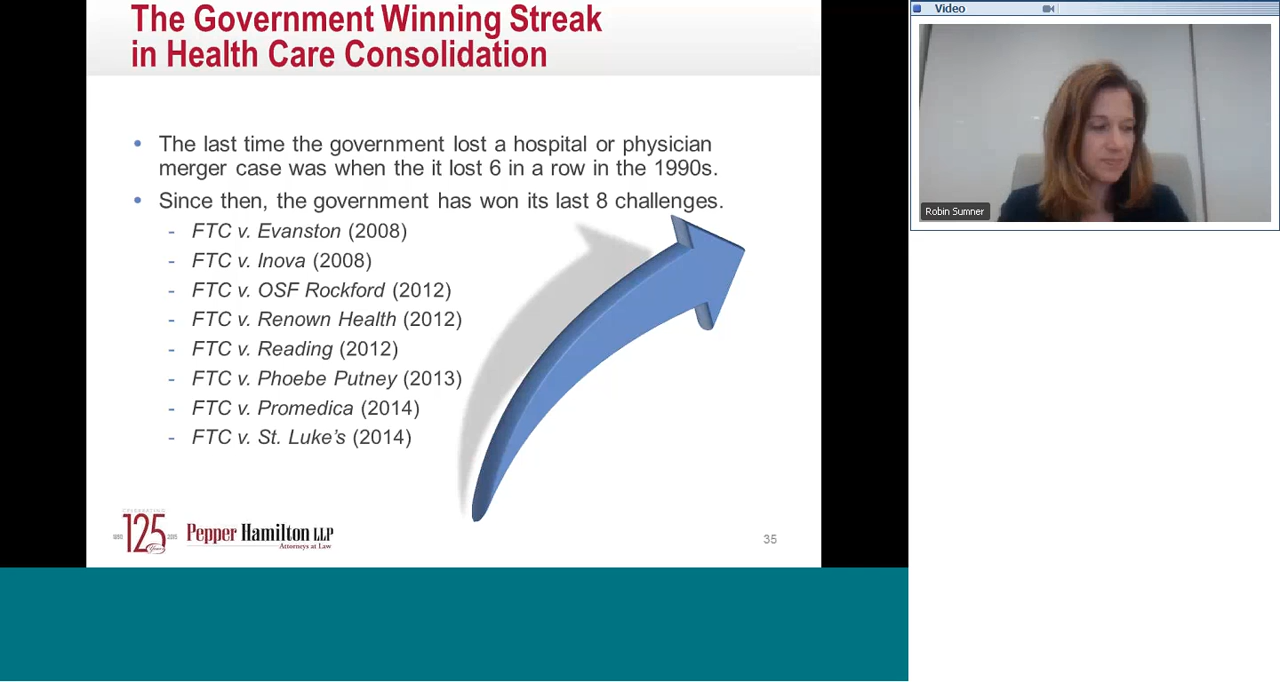 The Government Winning Streak
in Health Care Consolidation
• The last time the government lost a hospital or physician
merger case was when the it lost 6 in a row in the 1990s.
• Since then, the government has won its last 8 challenges.
- FTC v. Evanston (2008)
- FTC v. Inova (2008)
- FTC v. OSF Rockford (2012)
- FTC v. Renown Health (2012)
- FTC v. Reading (2012)
- FTC v. Phoebe Putney (2013)
- FTC v. Promedica (2014)
- FTC v. St. Luke's (2014)
CELEBRATING
1890 125 2015
Years
Pepper Hamilton LLP
Attorneys at Law
35
Video
Robin Sumner